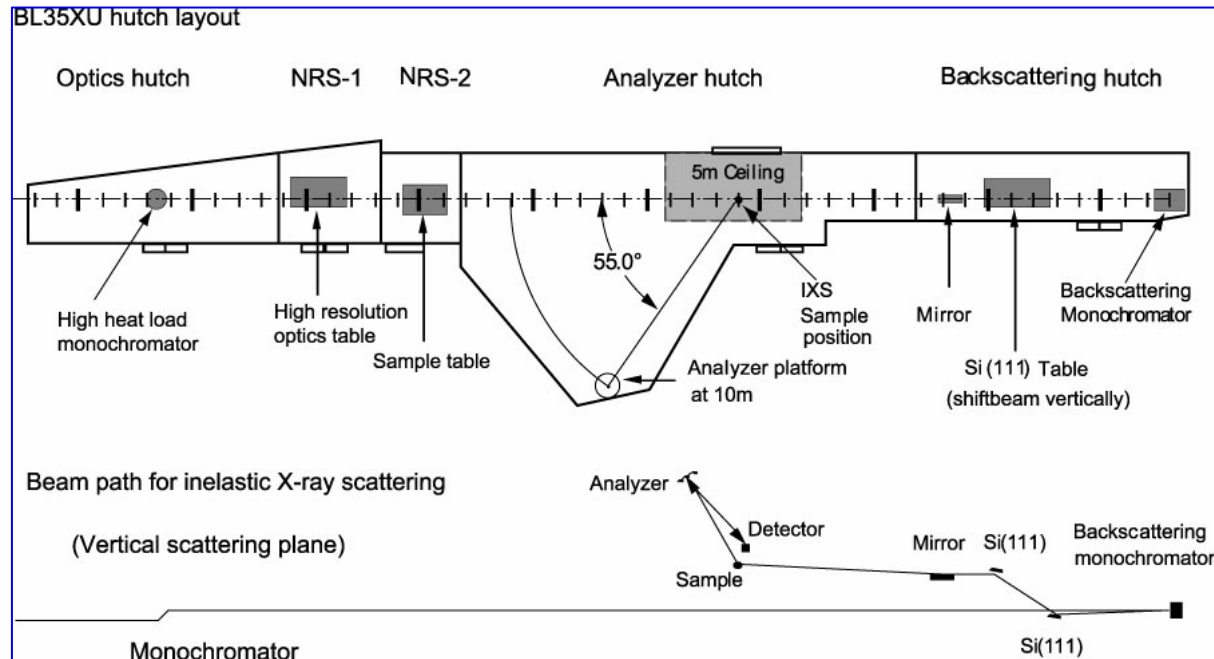 BL35XU hutch layout
Optics hutch
NRS-1
NRS-2
Analyzer hutch
Backscattering hutch
5m Ceiling
55.0°
High heat load
monochromator
High resolution
optics table
Sample table
Analyzer platform
at 10m
IXS
Sample
position
Mirror
Si (111) Table
(shiftbeam vertically)
Backscattering
Monochromator
Beam path for inelastic X-ray scattering
(Vertical scattering plane)
Analyzer
Detector
Sample
Mirror
Si(111)
Backscattering
monochromator
Si(111)
Monochromator